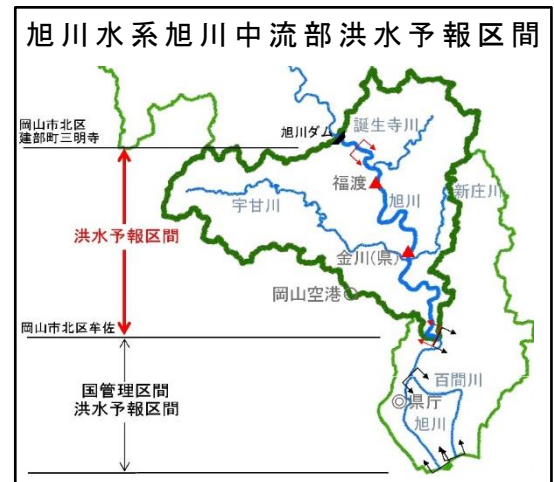 旭川水系旭川中流部洪水予報区間
岡山市北区
建部町三明寺
旭川ダム
誕生寺川
福渡
旭川
新庄川
宇甘川
洪水予報区間
金川(県)
岡山空港
岡山市北区牟佐
国管理区間
洪水予報区間
百間川
県庁
旭川